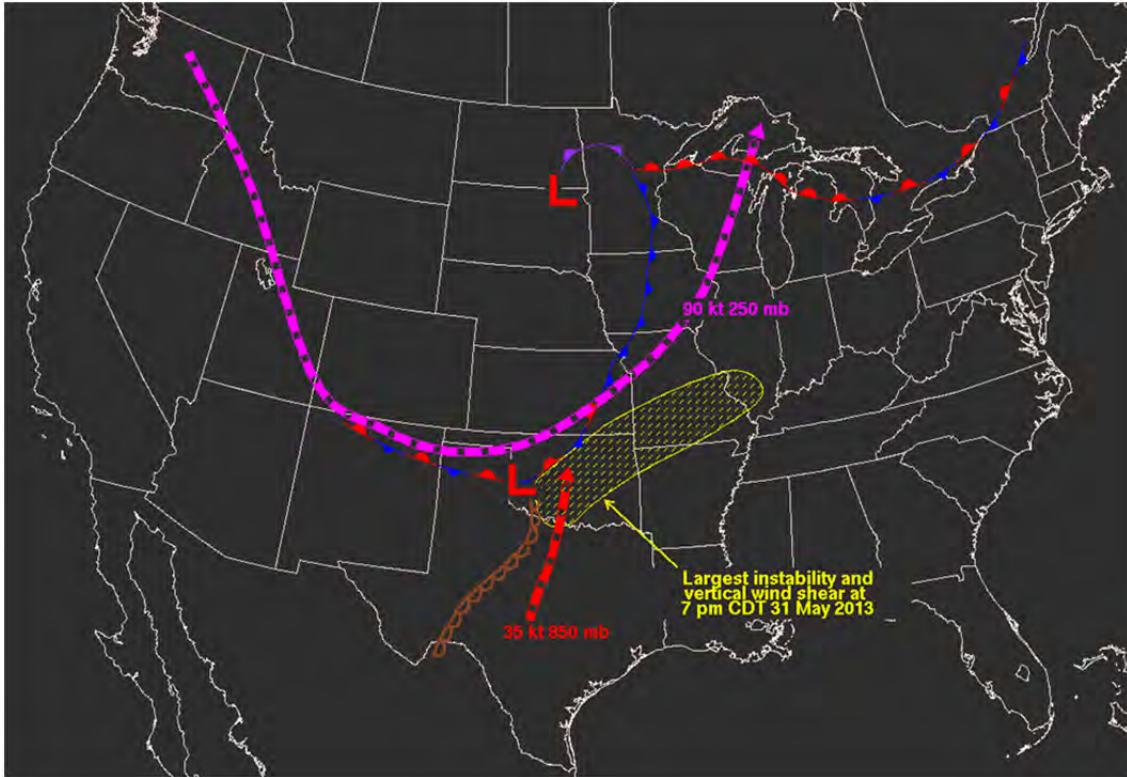 L
90 kt 250 mb
L
Largest instability and
vertical wind shear at
7 pm CDT 31 May 2013
35 kt 850 mb